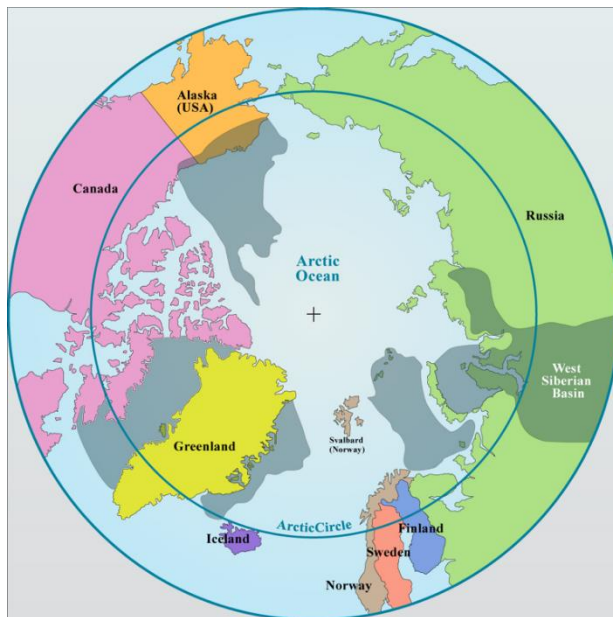 Alaska
(USA)
Canada
Russia
Arctic
Ocean
West
Siberian
Basin
Greenland
Svalbard
(Norway)
ArcticCircle
Iceland
Finland
Sweden
Norway